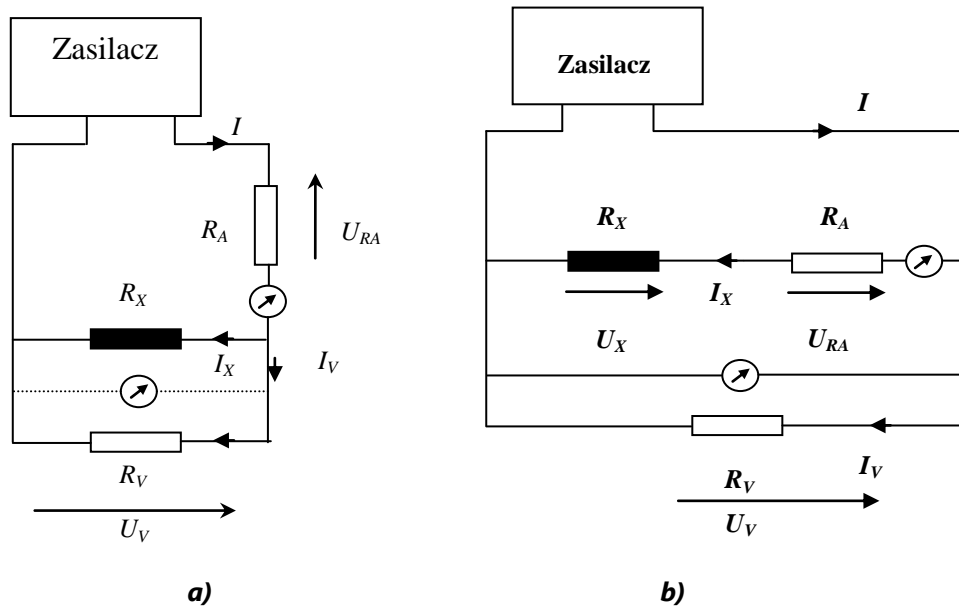 Zasilacz
I
R_A
U_RA
R_X
I_X
I_V
R_V
U_V
a)
Zasilacz
I
R_X
R_A
I_X
U_X
U_RA
I_V
R_V
U_V
b)